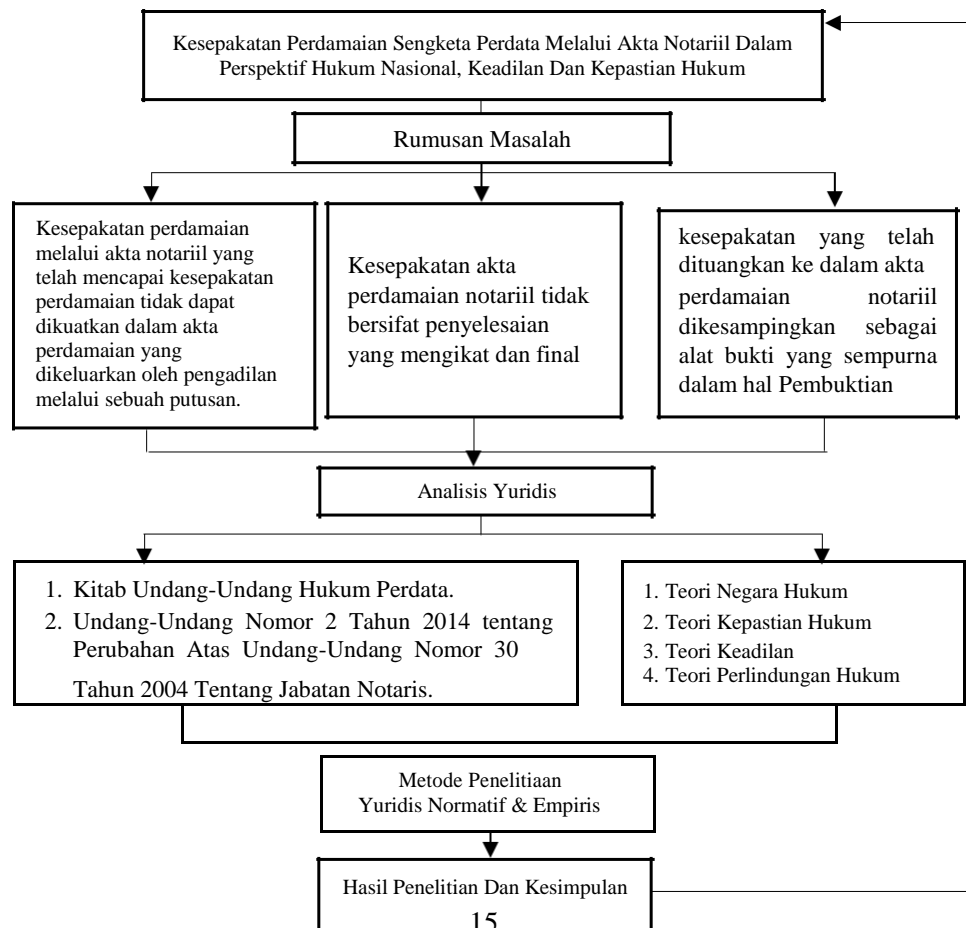 Kesepakatan Perdamaian Sengketa Perdata Melalui Akta Notariil Dalam
Perspektif Hukum Nasional, Keadilan Dan Kepastian Hukum
Rumusan Masalah
Kesepakatan perdamaian
melalui akta notariil yang
telah mencapai kesepakatan
perdamaian tidak dapat
dikuatkan dalam akta
perdamaian yang
dikeluarkan oleh pengadilan
melalui sebuah putusan.
Kesepakatan akta
perdamaian notariil tidak
bersifat penyelesaian
yang mengikat dan final
kesepakatan yang telah
dituangkan ke dalam akta
perdamaian notariil
dikesampingkan sebagai
alat bukti yang sempurna
dalam hal Pembuktian
Analisis Yuridis
1. Kitab Undang-Undang Hukum Perdata.
2. Undang-Undang Nomor 2 Tahun 2014 tentang
Perubahan Atas Undang-Undang Nomor 30
Tahun 2004 Tentang Jabatan Notaris.
1. Teori Negara Hukum
2. Teori Kepastian Hukum
3. Teori Keadilan
4. Teori Perlindungan Hukum
Metode Penelitiaan
Yuridis Normatif & Empiris
Hasil Penelitian Dan Kesimpulan
15